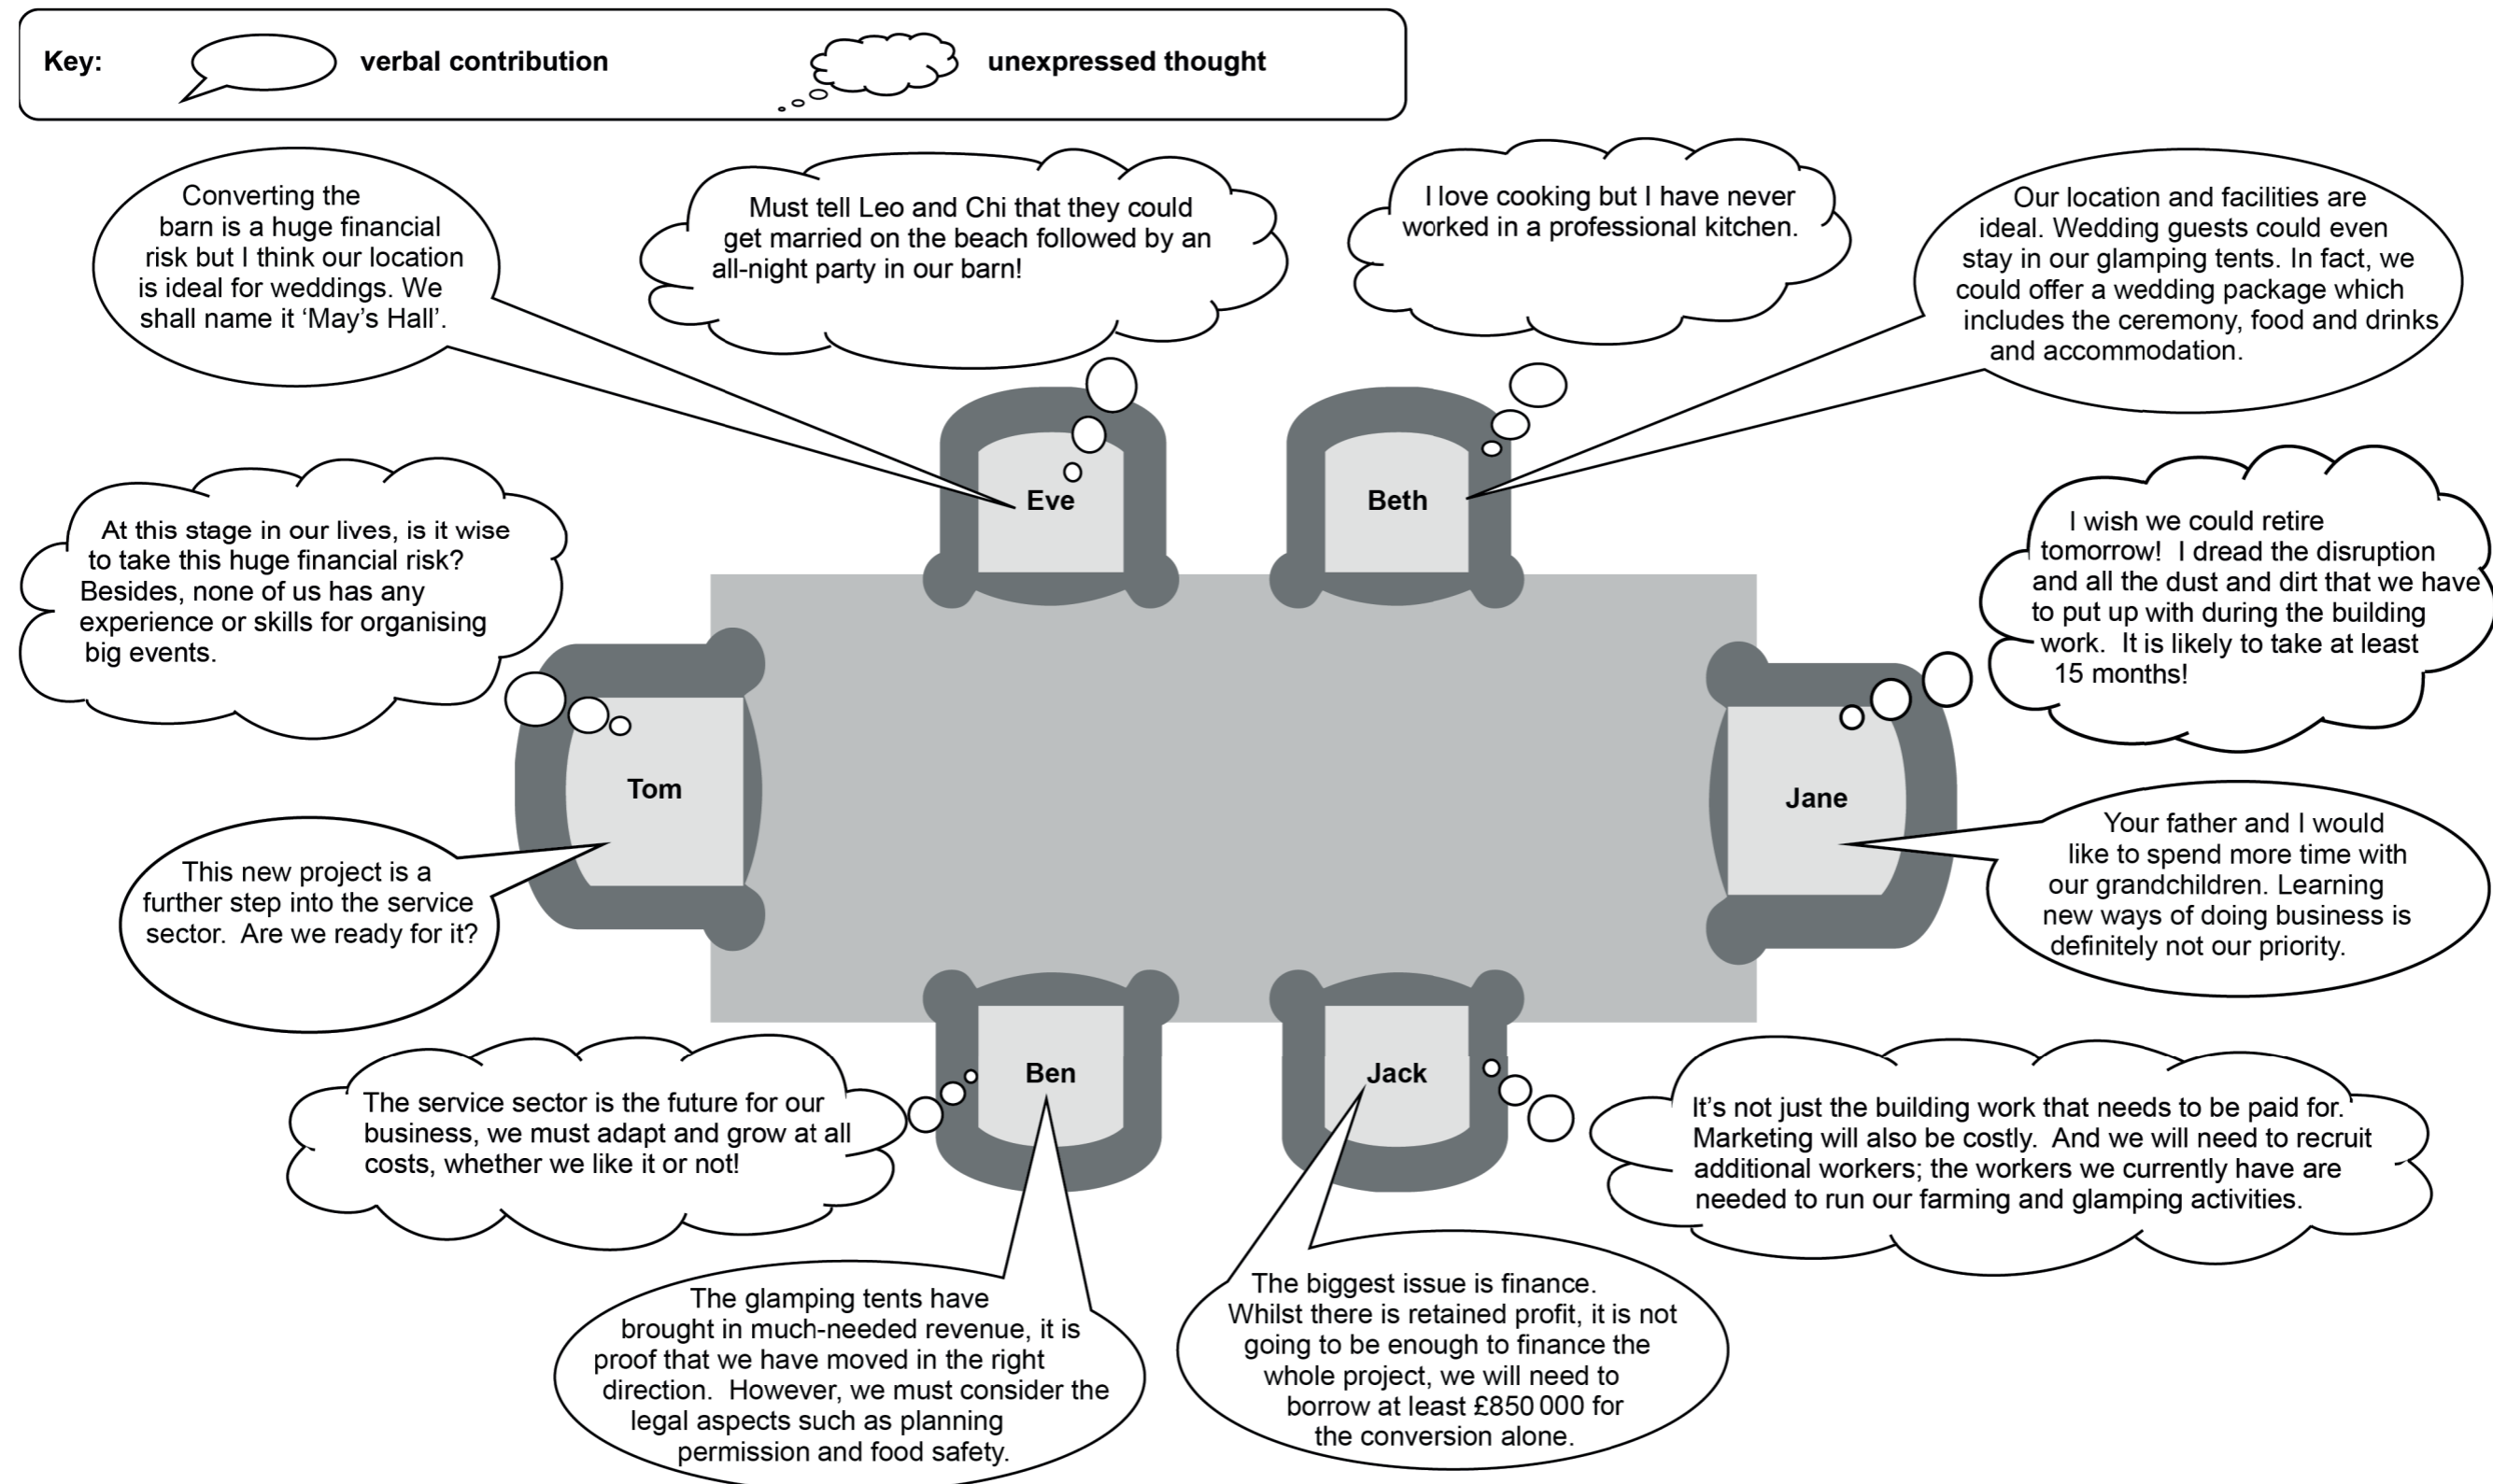 Key:
verbal contribution
unexpressed thought
Converting the
barn is a huge financial
risk but I think our location
is ideal for weddings. We
shall name it ‘May’s Hall’.
Must tell Leo and Chi that they could
get married on the beach followed by an
all-night party in our barn!
I love cooking but I have never
worked in a professional kitchen.
Our location and facilities are
ideal. Wedding guests could even
stay in our glamping tents. In fact, we
could offer a wedding package which
includes the ceremony, food and drinks
and accommodation.
Eve
Beth
At this stage in our lives, is it wise
to take this huge financial risk?
Besides, none of us has any
experience or skills for organising
big events.
I wish we could retire
tomorrow! I dread the disruption
and all the dust and dirt that we have
to put up with during the building
work. It is likely to take at least
15 months!
Tom
Jane
This new project is a
further step into the service
sector. Are we ready for it?
Your father and I would
like to spend more time with
our grandchildren. Learning
new ways of doing business is
definitely not our priority.
Ben
Jack
The service sector is the future for our
business, we must adapt and grow at all
costs, whether we like it or not!
It’s not just the building work that needs to be paid for.
Marketing will also be costly. And we will need to recruit
additional workers; the workers we currently have are
needed to run our farming and glamping activities.
The glamping tents have
brought in much-needed revenue, it is
proof that we have moved in the right
direction. However, we must consider the
legal aspects such as planning
permission and food safety.
The biggest issue is finance.
Whilst there is retained profit, it is not
going to be enough to finance the
whole project, we will need to
borrow at least £850 000 for
the conversion alone.